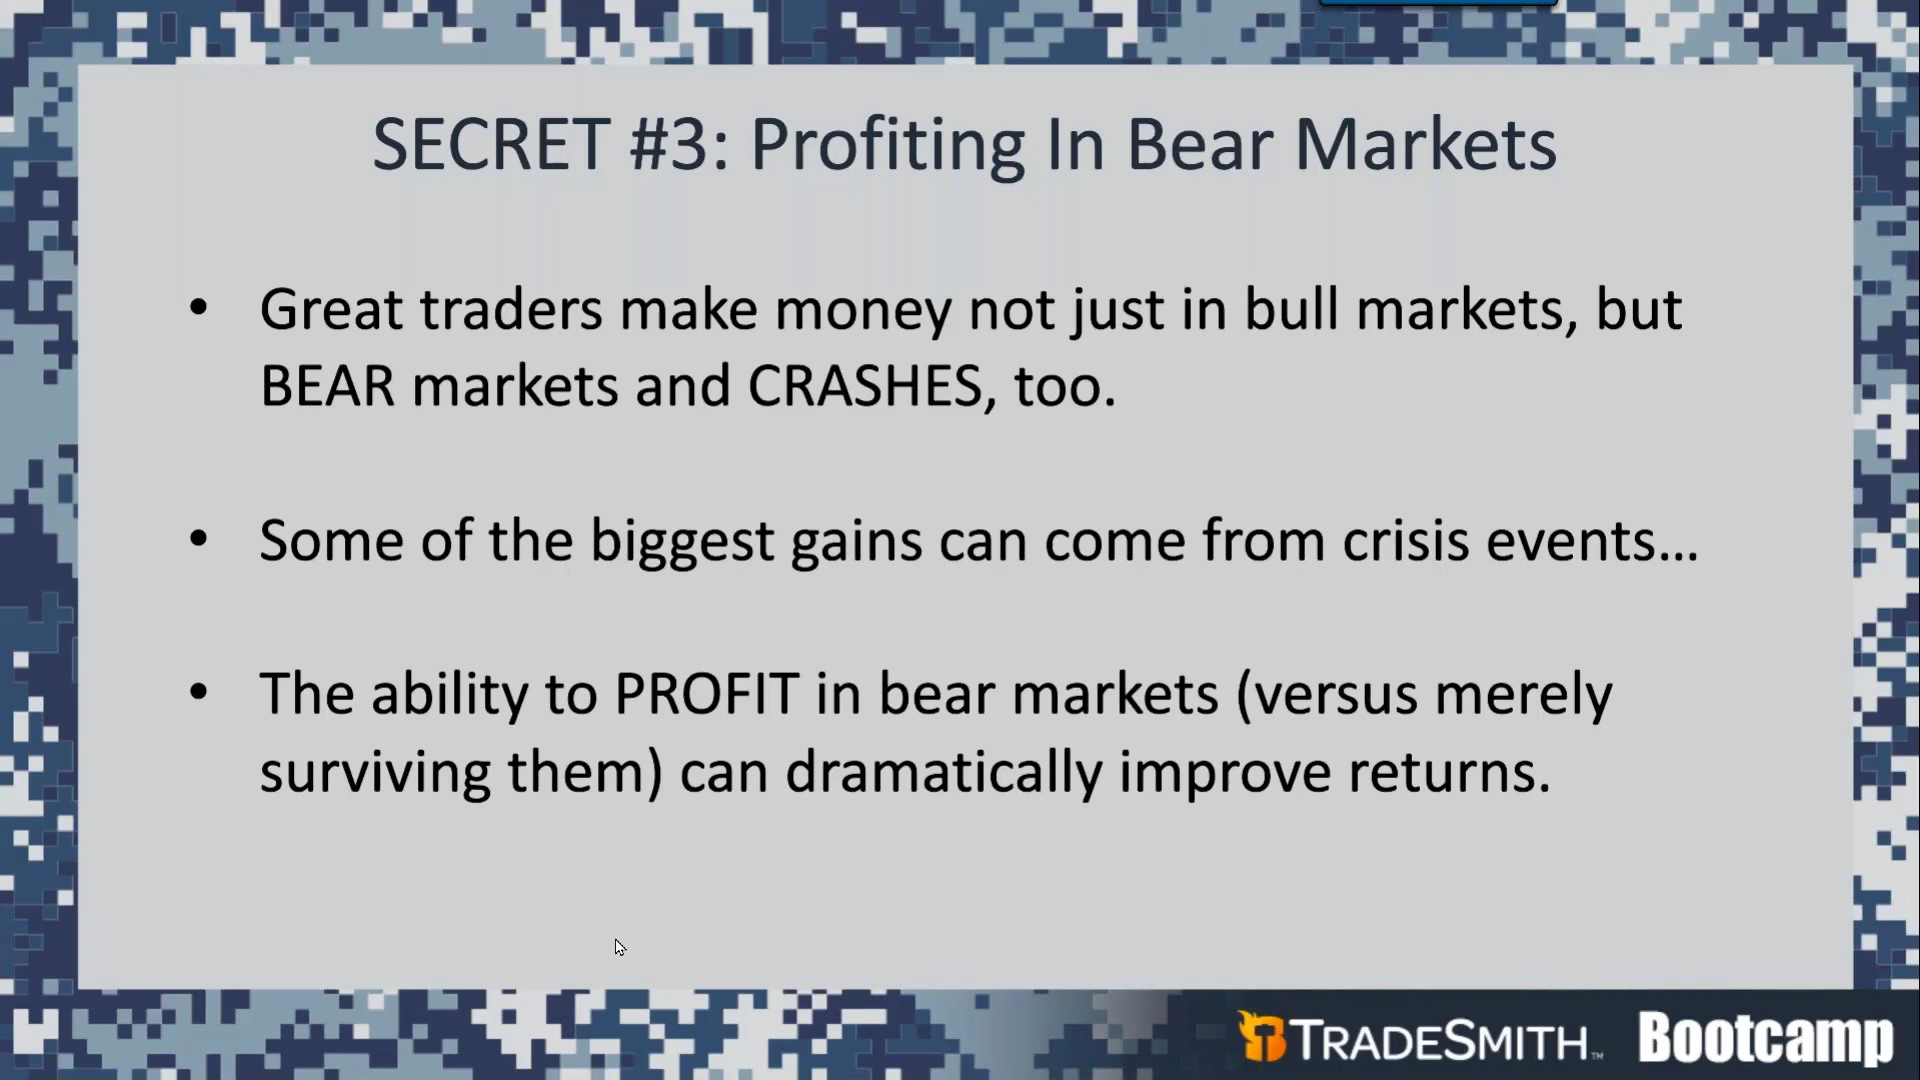 SECRET #3: Profiting In Bear Markets
• Great traders make money not just in bull markets, but
BEAR markets and CRASHES, too.
• Some of the biggest gains can come from crisis events...
• The ability to PROFIT in bear markets (versus merely
surviving them) can dramatically improve returns.
TRADESMITH™ Bootcamp